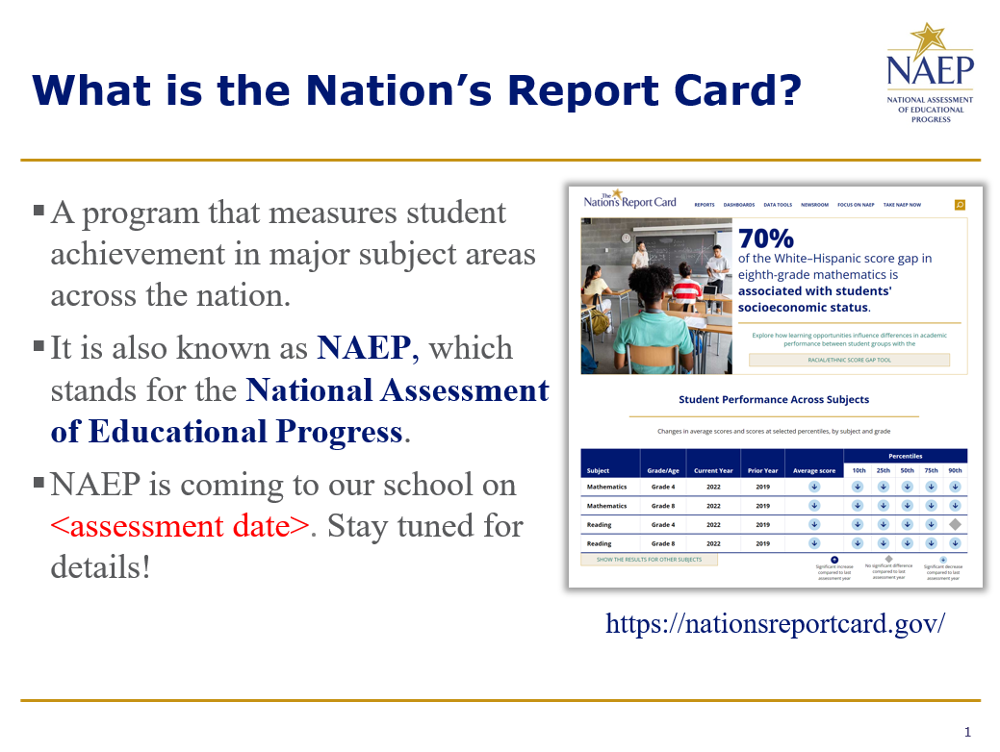 What is the Nation's Report Card?
NAEP
NATIONAL ASSESSMENT
OF EDUCATIONAL
PROGRESS
▪ A program that measures student
achievement in major subject areas
across the nation.
▪ It is also known as NAEP, which
stands for the National Assessment
of Educational Progress.
▪ NAEP is coming to our school on
<assessment date>. Stay tuned for
details!
The
Nation's Report Card
REPORTS DASHBOARDS DATA TOOLS NEWSROOM FOCUS ON NAEP TAKE NAEP NOW
70%
of the White–Hispanic score gap in
eighth-grade mathematics is
associated with students'
socioeconomic status.
Explore how learning opportunities influence differences in academic
performance between student groups with the
RACIAL/ETHNIC SCORE GAP TOOL
Student Performance Across Subjects
Changes in average scores and scores at selected percentiles, by subject and grade
Percentiles
Subject Grade/Age Current Year Prior Year Average score 10th 25th 50th 75th 90th
Mathematics Grade 4 2022 2019
Mathematics Grade 8 2022 2019
Reading Grade 4 2022 2019
Reading Grade 8 2022 2019
SHOW THE RESULTS FOR OTHER SUBJECTS
Significant increase
compared to last
assessment year
No significant difference
compared to last
assessment year
Significant decrease
compared to last
assessment year
https://nationsreportcard.gov/
1